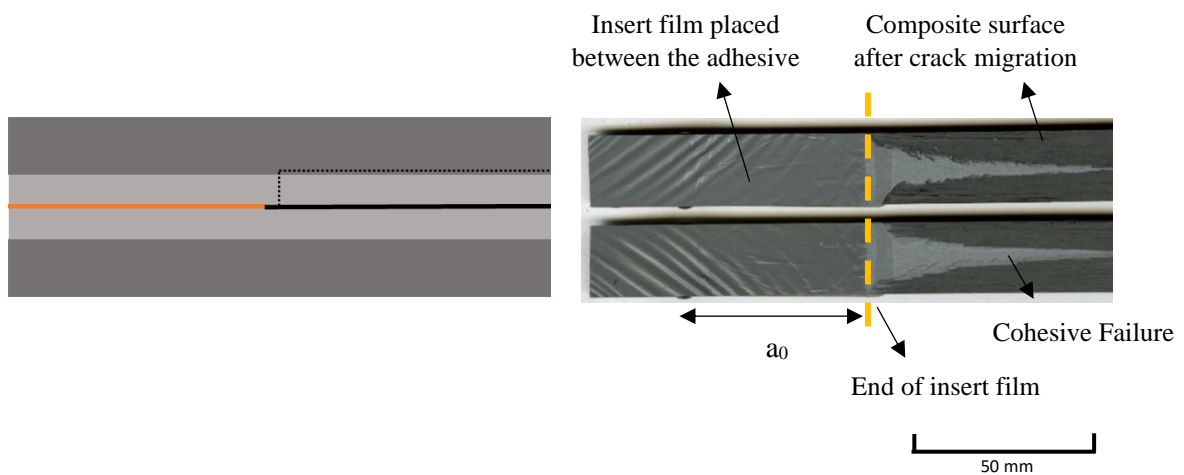 Insert film placed
between the adhesive
Composite surface
after crack migration
a0
Cohesive Failure
End of insert film
50 mm